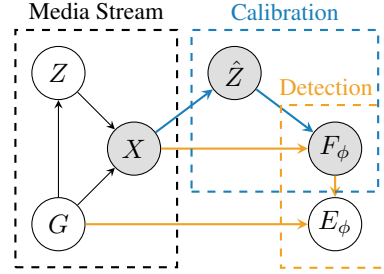 Media Stream
Calibration
Z
Ẑ
Detection
X
F_ϕ
G
E_ϕ